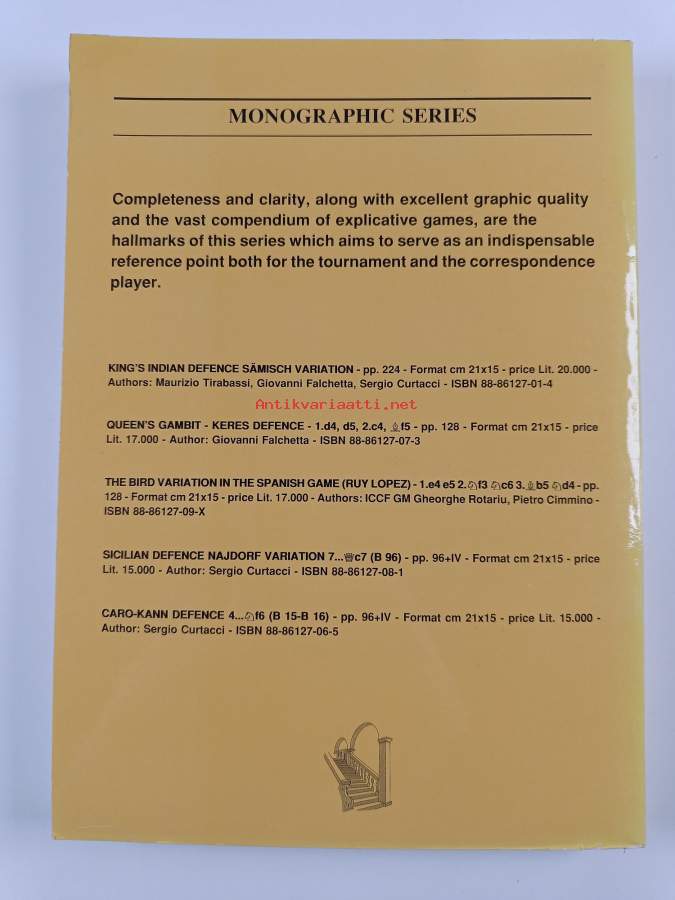 MONOGRAPHIC SERIES
Completeness and clarity, along with excellent graphic quality
and the vast compendium of explicative games, are the
hallmarks of this series which aims to serve as an indispensable
reference point both for the tournament and the correspondence
player.
KING'S INDIAN DEFENCE SÄMISCH VARIATION - pp. 224 - Format cm 21x15 - price Lit. 20.000 -
Authors: Maurizio Tirabassi, Giovanni Falchetta, Sergio Curtacci - ISBN 88-86127-01-4
Antikvariaatti.net
QUEEN'S GAMBIT - KERES DEFENCE - 1.d4, d5, 2.c4, ♗f5 - pp. 128 - Format cm 21x15 - price
Lit. 17.000 - Author: Giovanni Falchetta - ISBN 88-86127-07-3
THE BIRD VARIATION IN THE SPANISH GAME (RUY LOPEZ) - 1.e4 e5 2.♘f3 ♘c6 3.♗b5 ♘d4 - pp.
128 - Format cm 21x15 - price Lit. 17.000 - Authors: ICCF GM Gheorghe Rotariu, Pietro Cimmino -
ISBN 88-86127-09-X
SICILIAN DEFENCE NAJDORF VARIATION 7...♕c7 (B 96) - pp. 96+IV - Format cm 21x15 - price
Lit. 15.000 - Author: Sergio Curtacci - ISBN 88-86127-08-1
CARO-KANN DEFENCE 4...♘f6 (B 15-B 16) - pp. 96+IV - Format cm 21x15 - price Lit. 15.000 -
Author: Sergio Curtacci - ISBN 88-86127-06-5